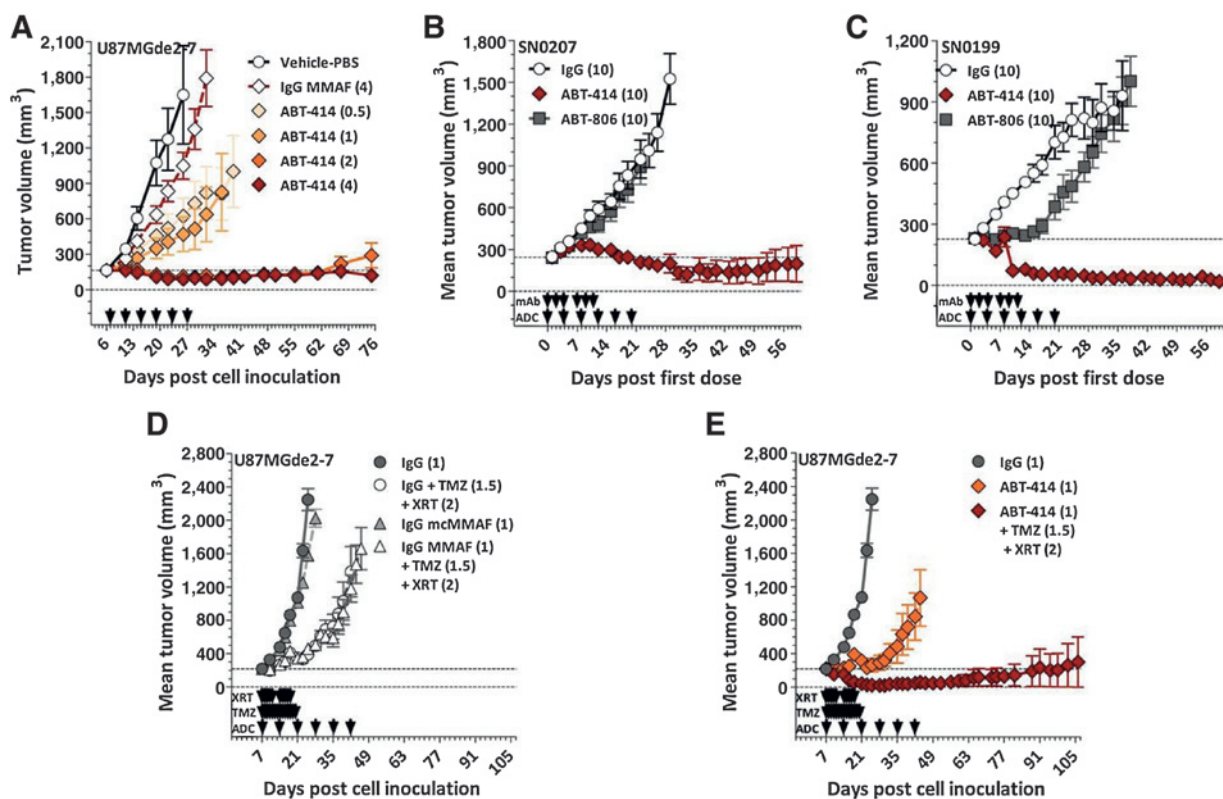 A
U87MGde2-7
Tumor volume (mm³)
2,100
1,800
1,500
1,200
900
600
300
0
Vehicle-PBS
IgG MMAF (4)
ABT-414 (0.5)
ABT-414 (1)
ABT-414 (2)
ABT-414 (4)
6 13 20 27 34 41 48 55 62 69 76
Days post cell inoculation
B
SN0207
Mean tumor volume (mm³)
1,800
1,500
1,200
900
600
300
0
IgG (10)
ABT-414 (10)
ABT-806 (10)
mAb
ADC
0 7 14 21 28 35 42 49 56
Days post first dose
C
SN0199
Mean tumor volume (mm³)
1,200
900
600
300
0
IgG (10)
ABT-414 (10)
ABT-806 (10)
mAb
ADC
0 7 14 21 28 35 42 49 56
Days post first dose
D
U87MGde2-7
Mean tumor volume (mm³)
2,800
2,400
2,000
1,600
1,200
800
400
0
IgG (1)
IgG + TMZ (1.5)
+ XRT (2)
IgG mcMMAF (1)
IgG MMAF (1)
+ TMZ (1.5)
+ XRT (2)
XRT
TMZ
ADC
7 21 35 49 63 77 91 105
Days post cell inoculation
E
U87MGde2-7
Mean tumor volume (mm³)
2,800
2,400
2,000
1,600
1,200
800
400
0
IgG (1)
ABT-414 (1)
ABT-414 (1)
+ TMZ (1.5)
+ XRT (2)
XRT
TMZ
ADC
7 21 35 49 63 77 91 105
Days post cell inoculation